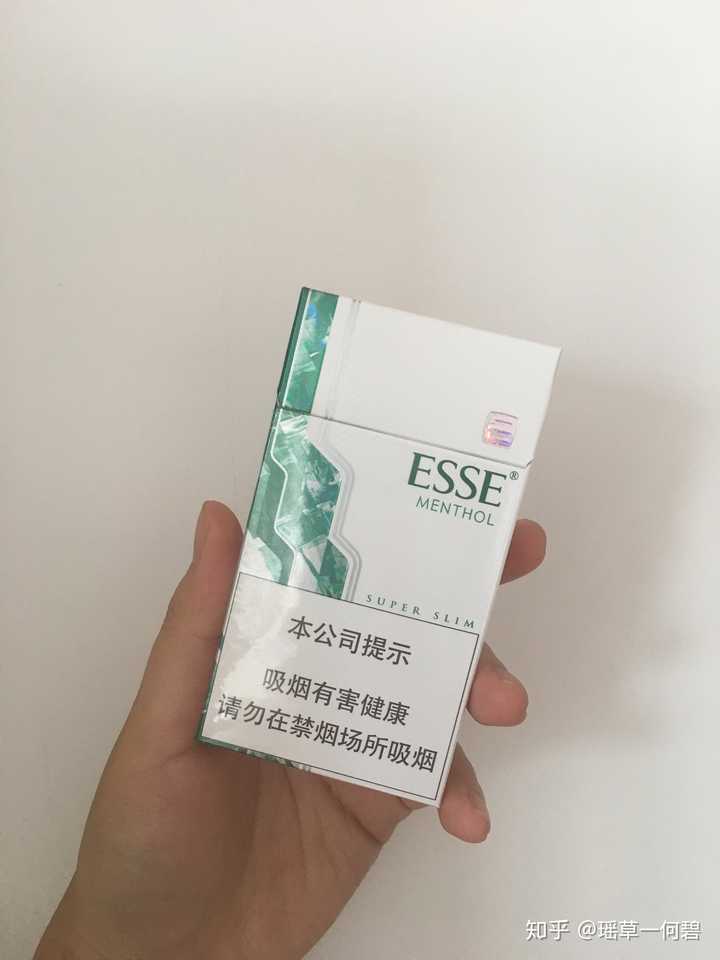 ESSE®
MENTHOL
SUPER SLIM
本公司提示
吸烟有害健康
请勿在禁烟场所吸烟
知乎 @瑶草一何碧